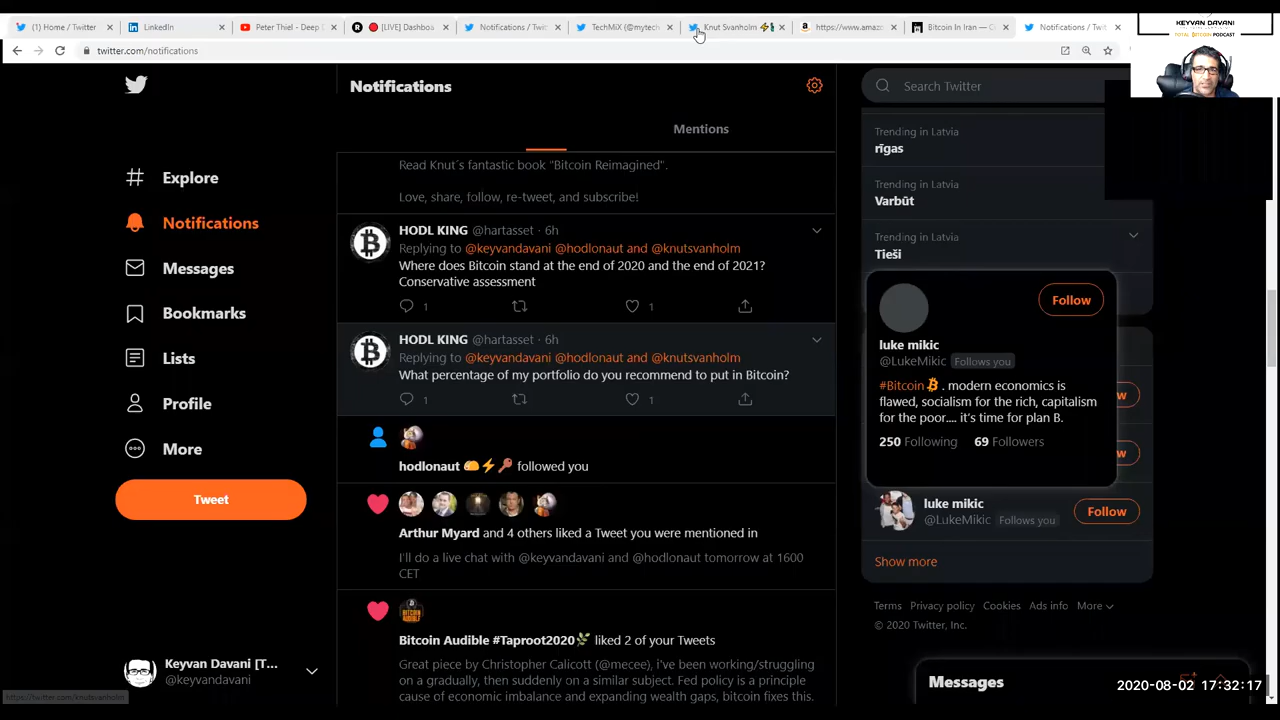 (1) Home / Twitter
LinkedIn
Peter Thiel - Deep
[LIVE] Dashboa
Notifications / Twi
TechMiX (@mytech
Knut Svanholm
https://www.amaz
Bitcoin In Iran —
Notifications / Twit
KEYVAN DAVANI
TOTAL BITCOIN PODCAST
twitter.com/notifications
Notifications
Search Twitter
Mentions
Explore
Notifications
Messages
Bookmarks
Lists
Profile
More
Tweet
Keyvan Davani [T...
@keyvandavani
https://twitter.com/knutsvanholm
Read Knut´s fantastic book "Bitcoin Reimagined".
Love, share, follow, re-tweet, and subscribe!
HODL KING @hartasset · 6h
Replying to @keyvandavani @hodlonaut and @knutsvanholm
Where does Bitcoin stand at the end of 2020 and the end of 2021?
Conservative assessment
1 1
HODL KING @hartasset · 6h
Replying to @keyvandavani @hodlonaut and @knutsvanholm
What percentage of my portfolio do you recommend to put in Bitcoin?
1 1
hodlonaut 🌮⚡🔑 followed you
Arthur Myard and 4 others liked a Tweet you were mentioned in
I'll do a live chat with @keyvandavani and @hodlonaut tomorrow at 1600
CET
BITCOIN AUDIBLE
Bitcoin Audible #Taproot2020🌿 liked 2 of your Tweets
Great piece by Christopher Calicott (@mecee), i've been working/struggling
on a gradually, then suddenly on a similar subject. Fed policy is a principle
cause of economic imbalance and expanding wealth gaps, bitcoin fixes this.
Trending in Latvia
rīgas
Trending in Latvia
Varbūt
Trending in Latvia
Tieši
Follow
luke mikic
@LukeMikic Follows you
#Bitcoin . modern economics is
flawed, socialism for the rich, capitalism
for the poor.... it's time for plan B.
250 Following 69 Followers
luke mikic
@LukeMikic Follows you
Follow
Show more
Terms Privacy policy Cookies Ads info More
© 2020 Twitter, Inc.
Messages
2020-08-02 17:32:17